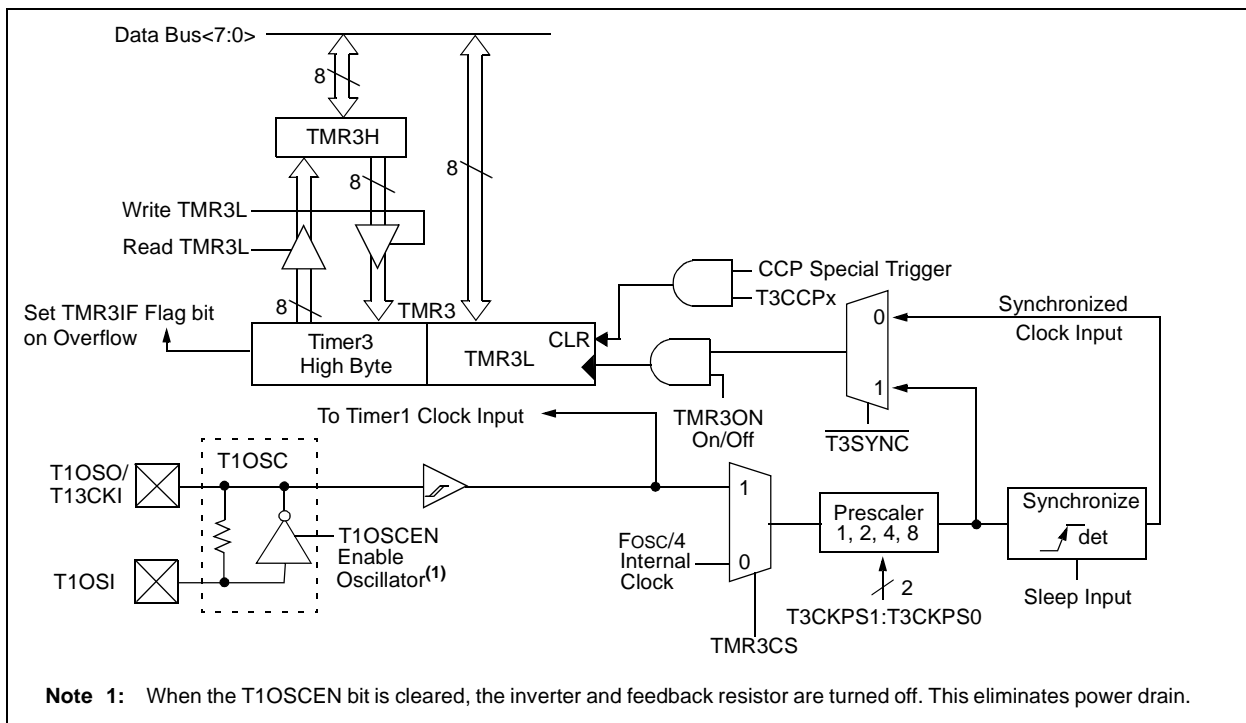 Data Bus<7:0>
8
TMR3H
8
8
Write TMR3L
Read TMR3L
8
TMR3
CCP Special Trigger
T3CCPx
Set TMR3IF Flag bit
on Overflow
Timer3
High Byte
TMR3L
CLR
0
1
Synchronized
Clock Input
To Timer1 Clock Input
TMR3ON
On/Off
T3SYNC
T1OSO/
T13CKI
T1OSC
T1OSCEN
Enable
Oscillator(1)
T1OSI
1
0
FOSC/4
Internal
Clock
TMR3CS
Prescaler
1, 2, 4, 8
2
T3CKPS1:T3CKPS0
Synchronize
det
Sleep Input
Note 1: When the T1OSCEN bit is cleared, the inverter and feedback resistor are turned off. This eliminates power drain.